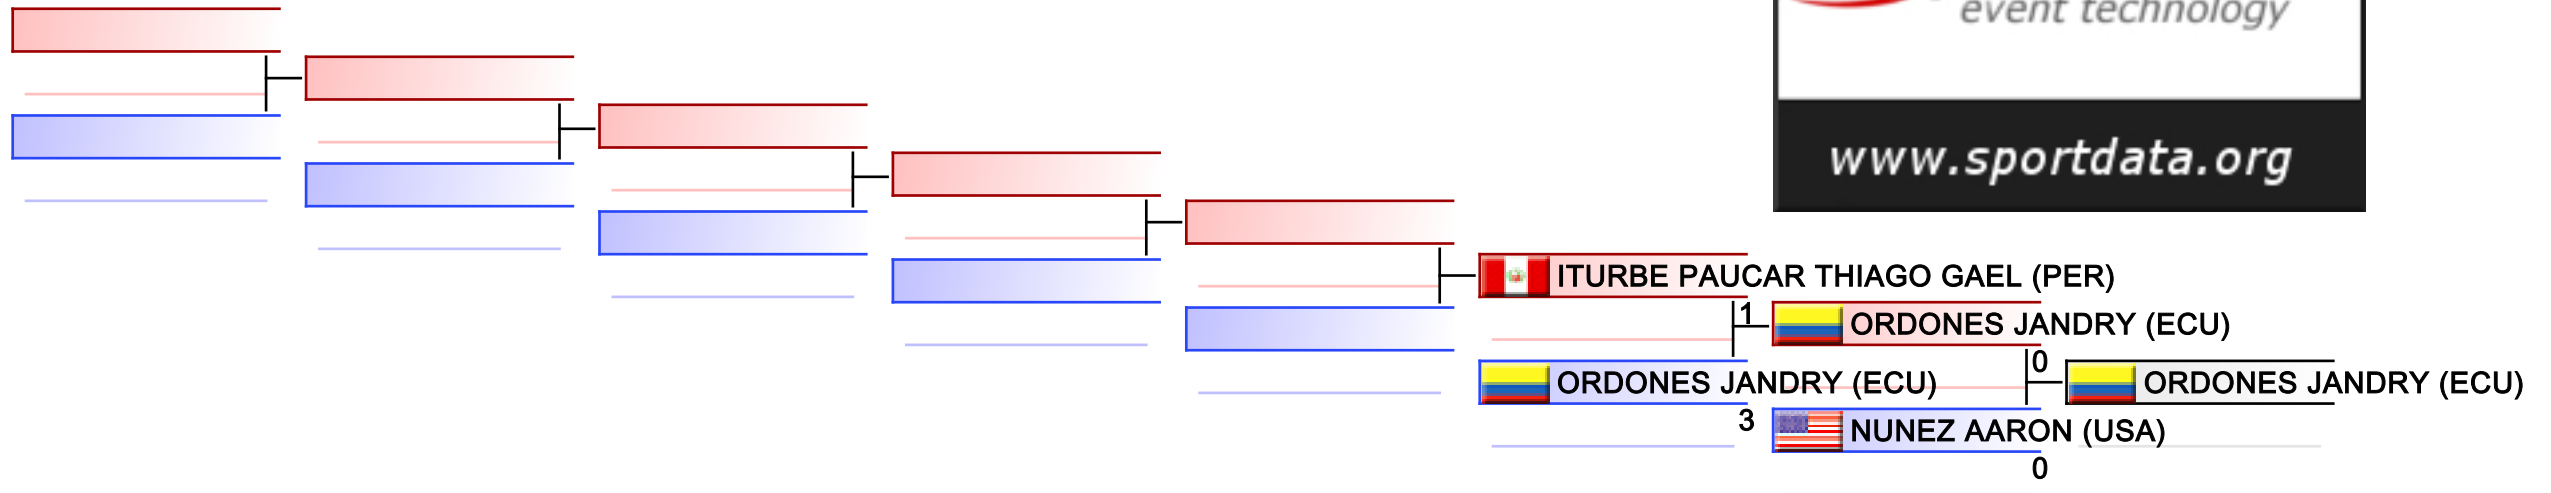 event technology
www.sportdata.org
ITURBE PAUCAR THIAGO GAEL (PER)
1
ORDONES JANDRY (ECU)
0
ORDONES JANDRY (ECU)
ORDONES JANDRY (ECU)
3
NUNEZ AARON (USA)
0